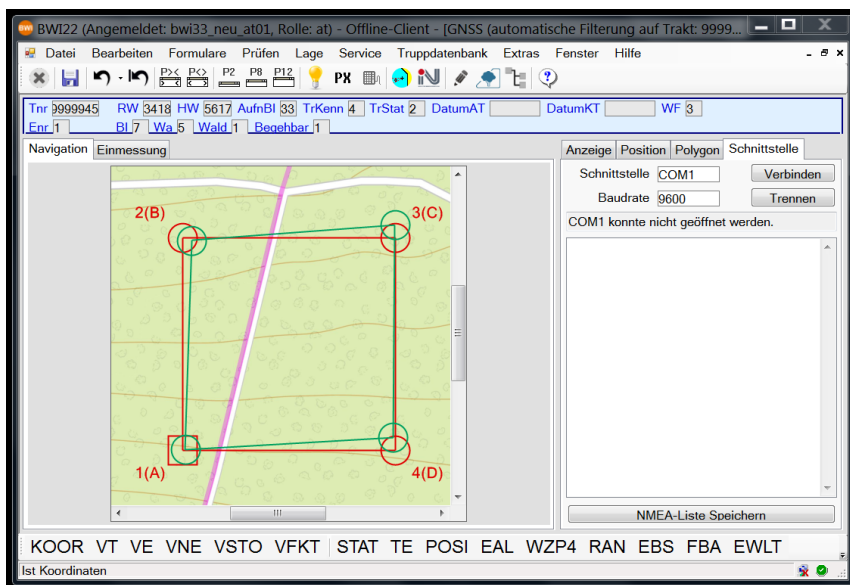 BWI22 (Angemeldet: bwi33_neu_at01, Rolle: at) - Offline-Client - [GNSS (automatische Filterung auf Trakt: 9999...
Datei Bearbeiten Formulare Prüfen Lage Service Truppdatenbank Extras Fenster Hilfe
P>< P<> P2 P8 P12 PX
Tnr 9999945 RW 3418 HW 5617 AufnBl 33 TrKenn 4 TrStat 2 DatumAT DatumKT WF 3
Enr 1 Bl 7 Wa 5 Wald 1 Begehbar 1
Navigation Einmessung
Anzeige Position Polygon Schnittstelle
Schnittstelle COM1 Verbinden
Baudrate 9600 Trennen
COM1 konnte nicht geöffnet werden.
2(B) 3(C)
1(A) 4(D)
NMEA-Liste Speichern
KOOR VT VE VNE VSTO VFKT STAT TE POSI EAL WZP4 RAN EBS FBA EWLT
Ist Koordinaten